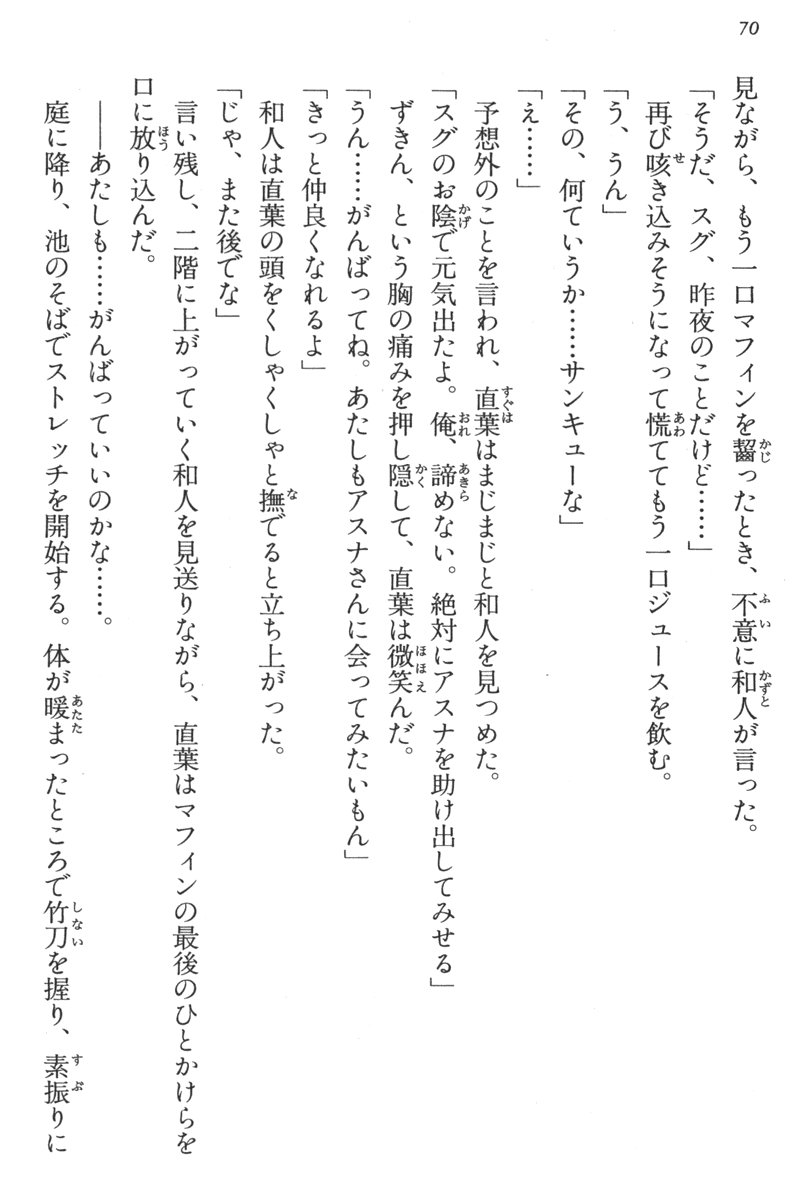 70
見ながら、もう一口マフィンを齧ったとき、不意に和人が言った。
「そうだ、スグ、昨夜のことだけど……」
再び咳き込みそうになって慌ててもう一口ジュースを飲む。
「う、うん」
「その、何ていうか……サンキューな」
「え……」
予想外のことを言われ、直葉はまじまじと和人を見つめた。
「スグのお陰で元気出たよ。俺、諦めない。絶対にアスナを助け出してみせる」
ずきん、という胸の痛みを押し隠して、直葉は微笑んだ。
「うん……がんばってね。あたしもアスナさんに会ってみたいもん」
「きっと仲良くなれるよ」
和人は直葉の頭をくしゃくしゃと撫でると立ち上がった。
「じゃ、また後でな」
言い残し、二階に上がっていく和人を見送りながら、直葉はマフィンの最後のひとかけらを
口に放り込んだ。
――あたしも……がんばっていいのかな……。
庭に降り、池のそばでストレッチを開始する。体が暖まったところで竹刀を握り、素振りに